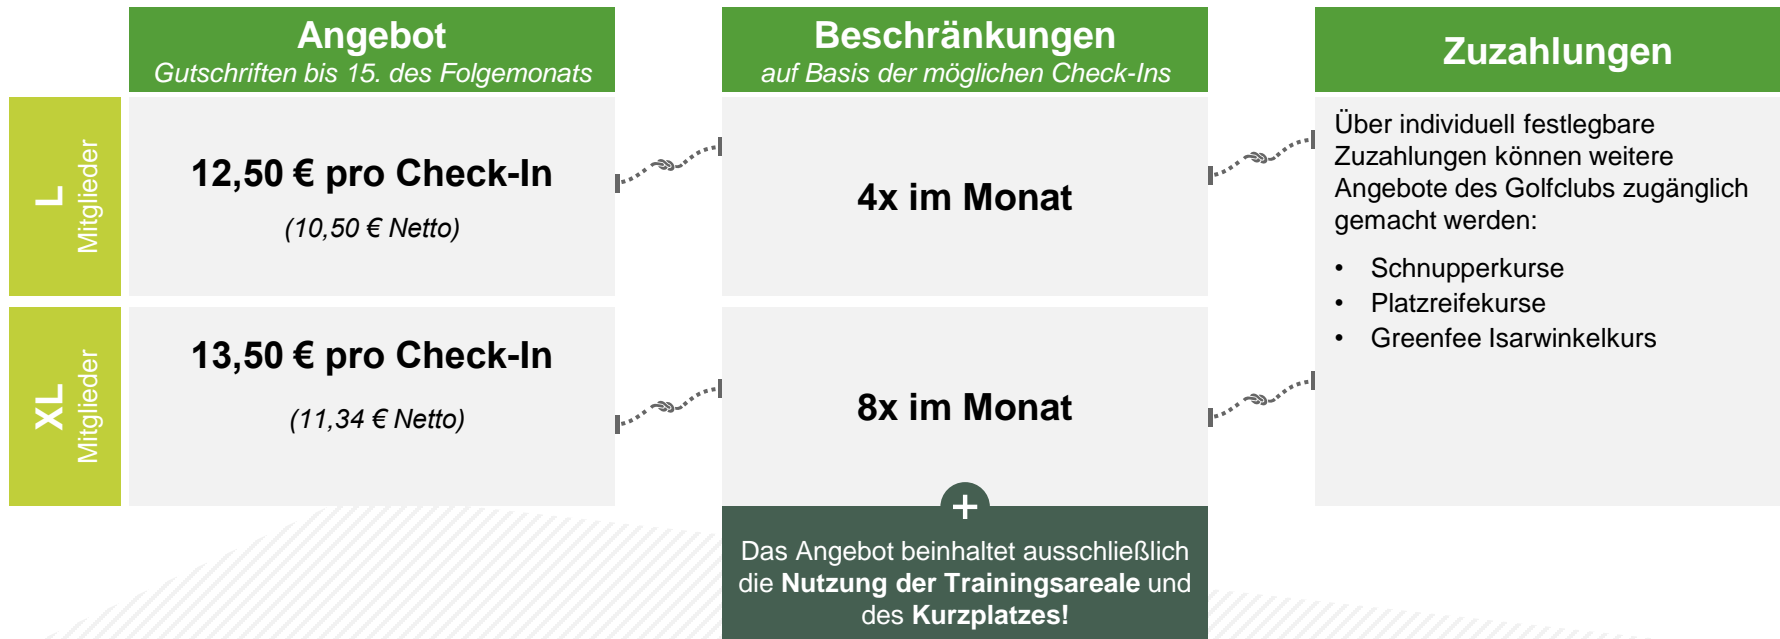 Angebot
Gutschriften bis 15. des Folgemonats
Beschränkungen
auf Basis der möglichen Check-Ins
Zuzahlungen
L
Mitglieder
12,50 € pro Check-In
(10,50 € Netto)
4x im Monat
Über individuell festlegbare
Zuzahlungen können weitere
Angebote des Golfclubs zugänglich
gemacht werden:
• Schnupperkurse
• Platzreifekurse
• Greenfee Isarwinkelkurs
XL
Mitglieder
13,50 € pro Check-In
(11,34 € Netto)
8x im Monat
+
Das Angebot beinhaltet ausschließlich
die Nutzung der Trainingsareale und
des Kurzplatzes!